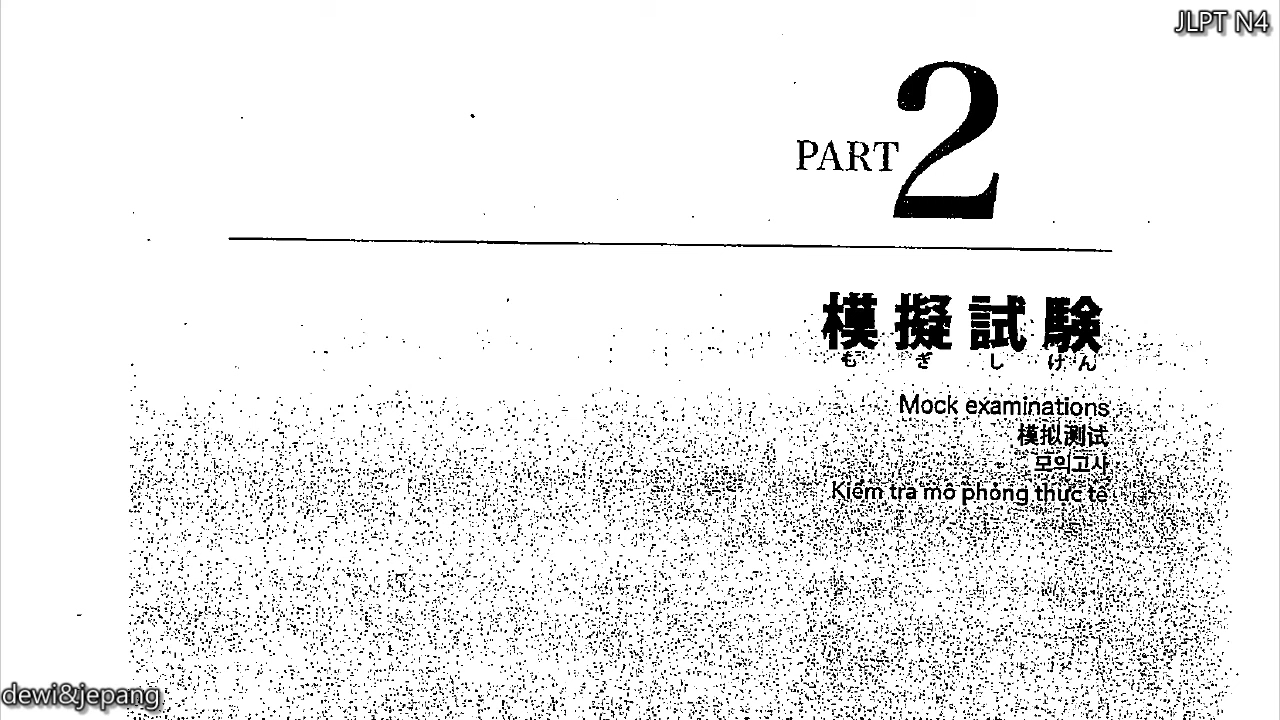 JLPT N4
PART 2
模擬試験
もぎしけん
Mock examinations
模拟测试
모의고사
Kiểm tra mô phỏng thực tế
dewi&jepang